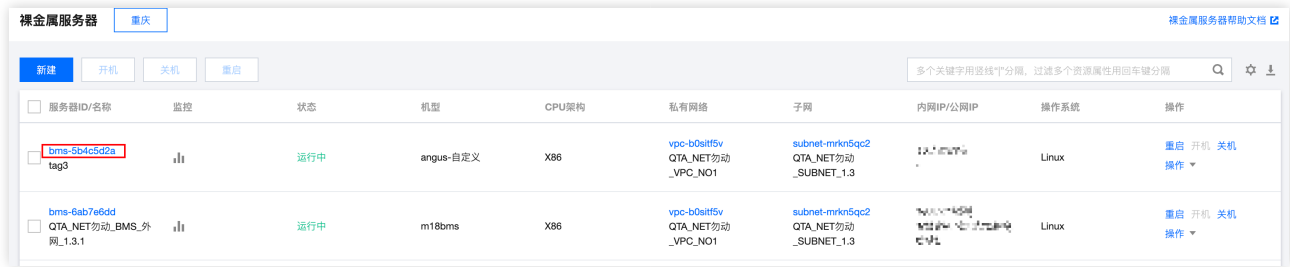 裸金属服务器 重庆 裸金属服务器帮助文档
新建 开机 关机 重启 多个关键字用竖线"|"分隔，过滤多个资源属性用回车键分隔
服务器ID/名称 监控 状态 机型 CPU架构 私有网络 子网 内网IP/公网IP 操作系统 操作
bms-5b4c5d2a
tag3
运行中
angus-自定义
X86
vpc-b0sitf5v
QTA_NET勿动
_VPC_NO1
subnet-mrkn5qc2
QTA_NET勿动
_SUBNET_1.3
Linux
重启 开机 关机
操作
bms-6ab7e6dd
QTA_NET勿动_BMS_外
网_1.3.1
运行中
m18bms
X86
vpc-b0sitf5v
QTA_NET勿动
_VPC_NO1
subnet-mrkn5qc2
QTA_NET勿动
_SUBNET_1.3
Linux
重启 开机 关机
操作